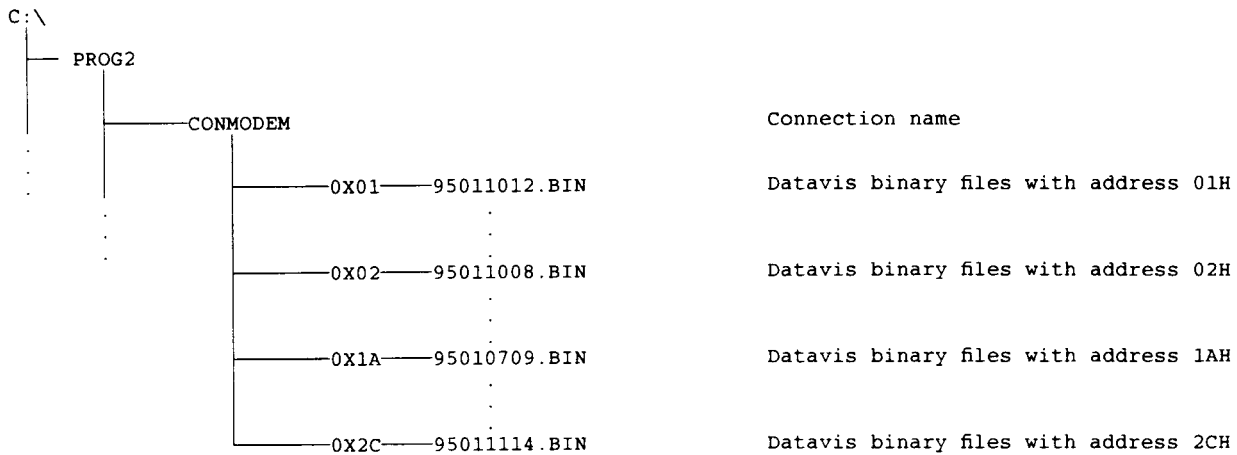 C:\
PROG2
CONMODEM Connection name
0X01 95011012.BIN Datavis binary files with address 01H
0X02 95011008.BIN Datavis binary files with address 02H
0X1A 95010709.BIN Datavis binary files with address 1AH
0X2C 95011114.BIN Datavis binary files with address 2CH